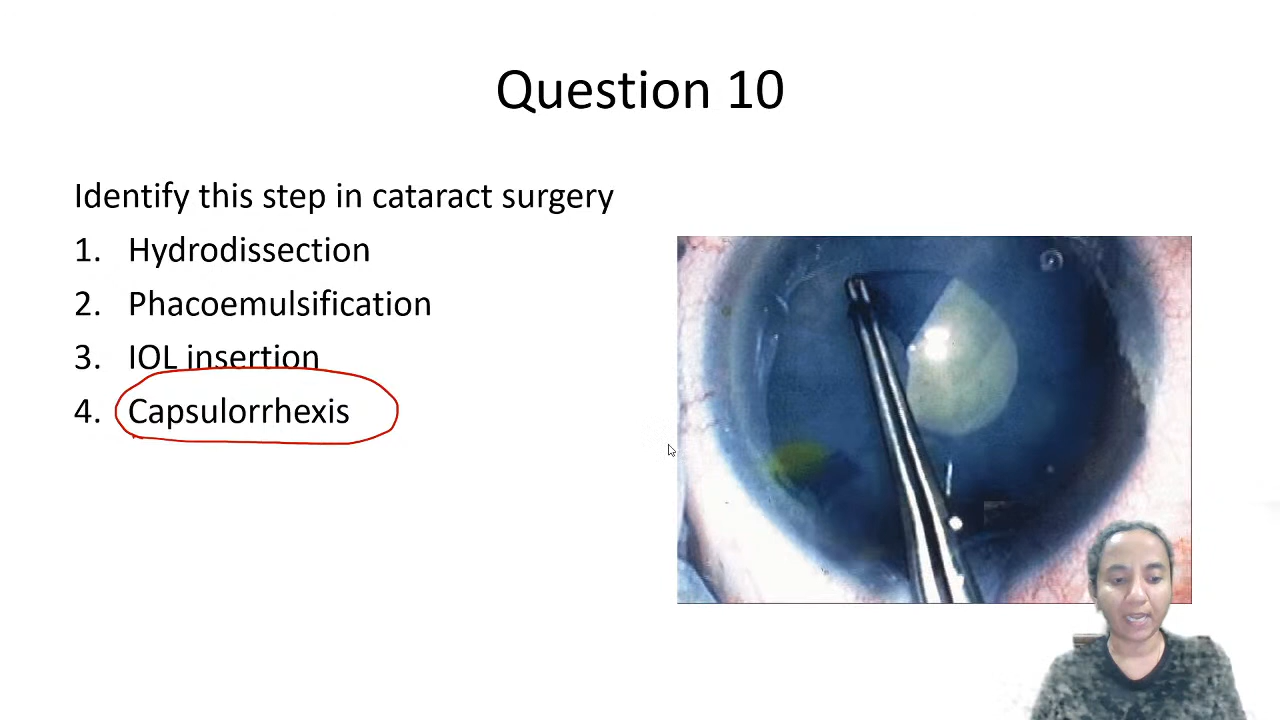 Question 10
Identify this step in cataract surgery
1. Hydrodissection
2. Phacoemulsification
3. IOL insertion
4. Capsulorrhexis